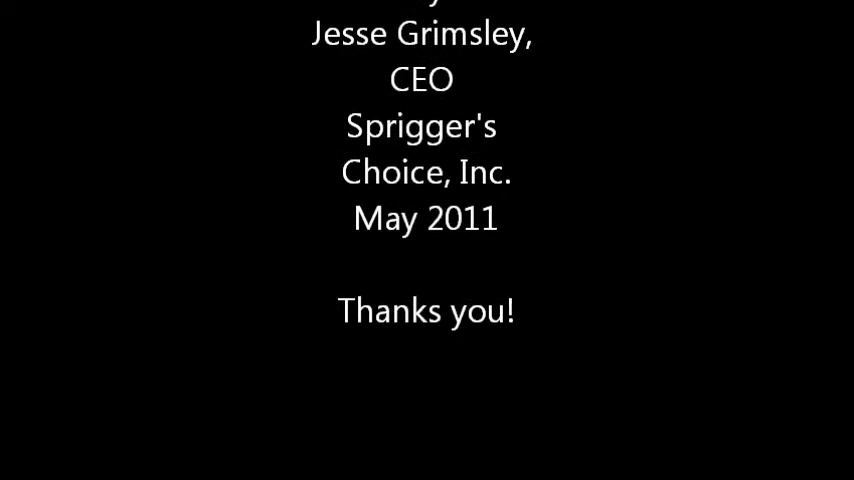 Jesse Grimsley,
CEO
Sprigger's
Choice, Inc.
May 2011
Thanks you!